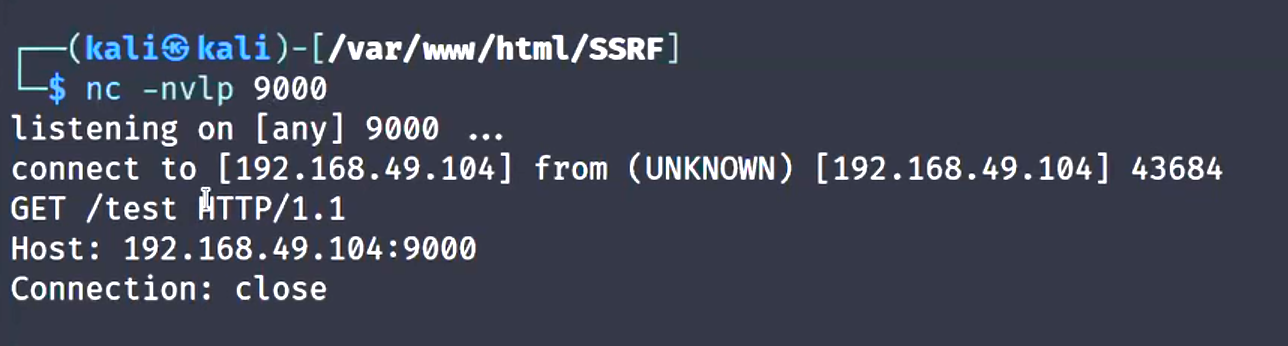 ┌──(kali㉿kali)-[/var/www/html/SSRF]
└─$ nc -nvlp 9000
listening on [any] 9000 ...
connect to [192.168.49.104] from (UNKNOWN) [192.168.49.104] 43684
GET /test HTTP/1.1
Host: 192.168.49.104:9000
Connection: close